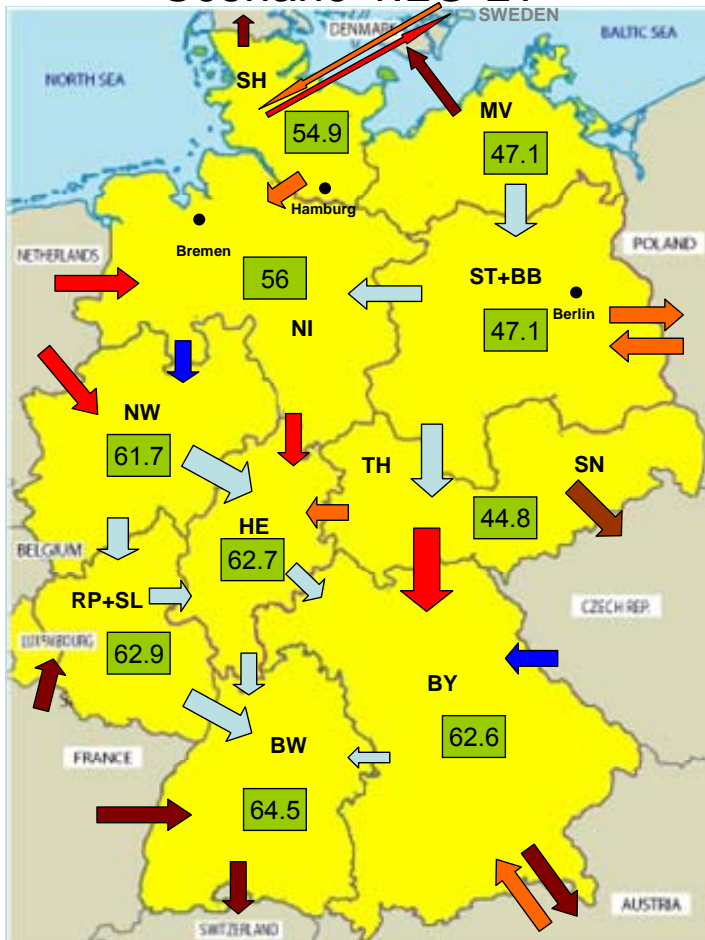 SWEDEN
DENMARK
BALTIC SEA
NORTH SEA
SH
MV
54.9
47.1
Hamburg
Bremen
NETHERLANDS
POLAND
56
ST+BB
Berlin
NI
47.1
NW
61.7
TH
SN
44.8
HE
BELGIUM
62.7
RP+SL
CZECH REP.
LUXEMBOURG
62.9
BY
BW
62.6
FRANCE
64.5
AUSTRIA
SWITZERLAND